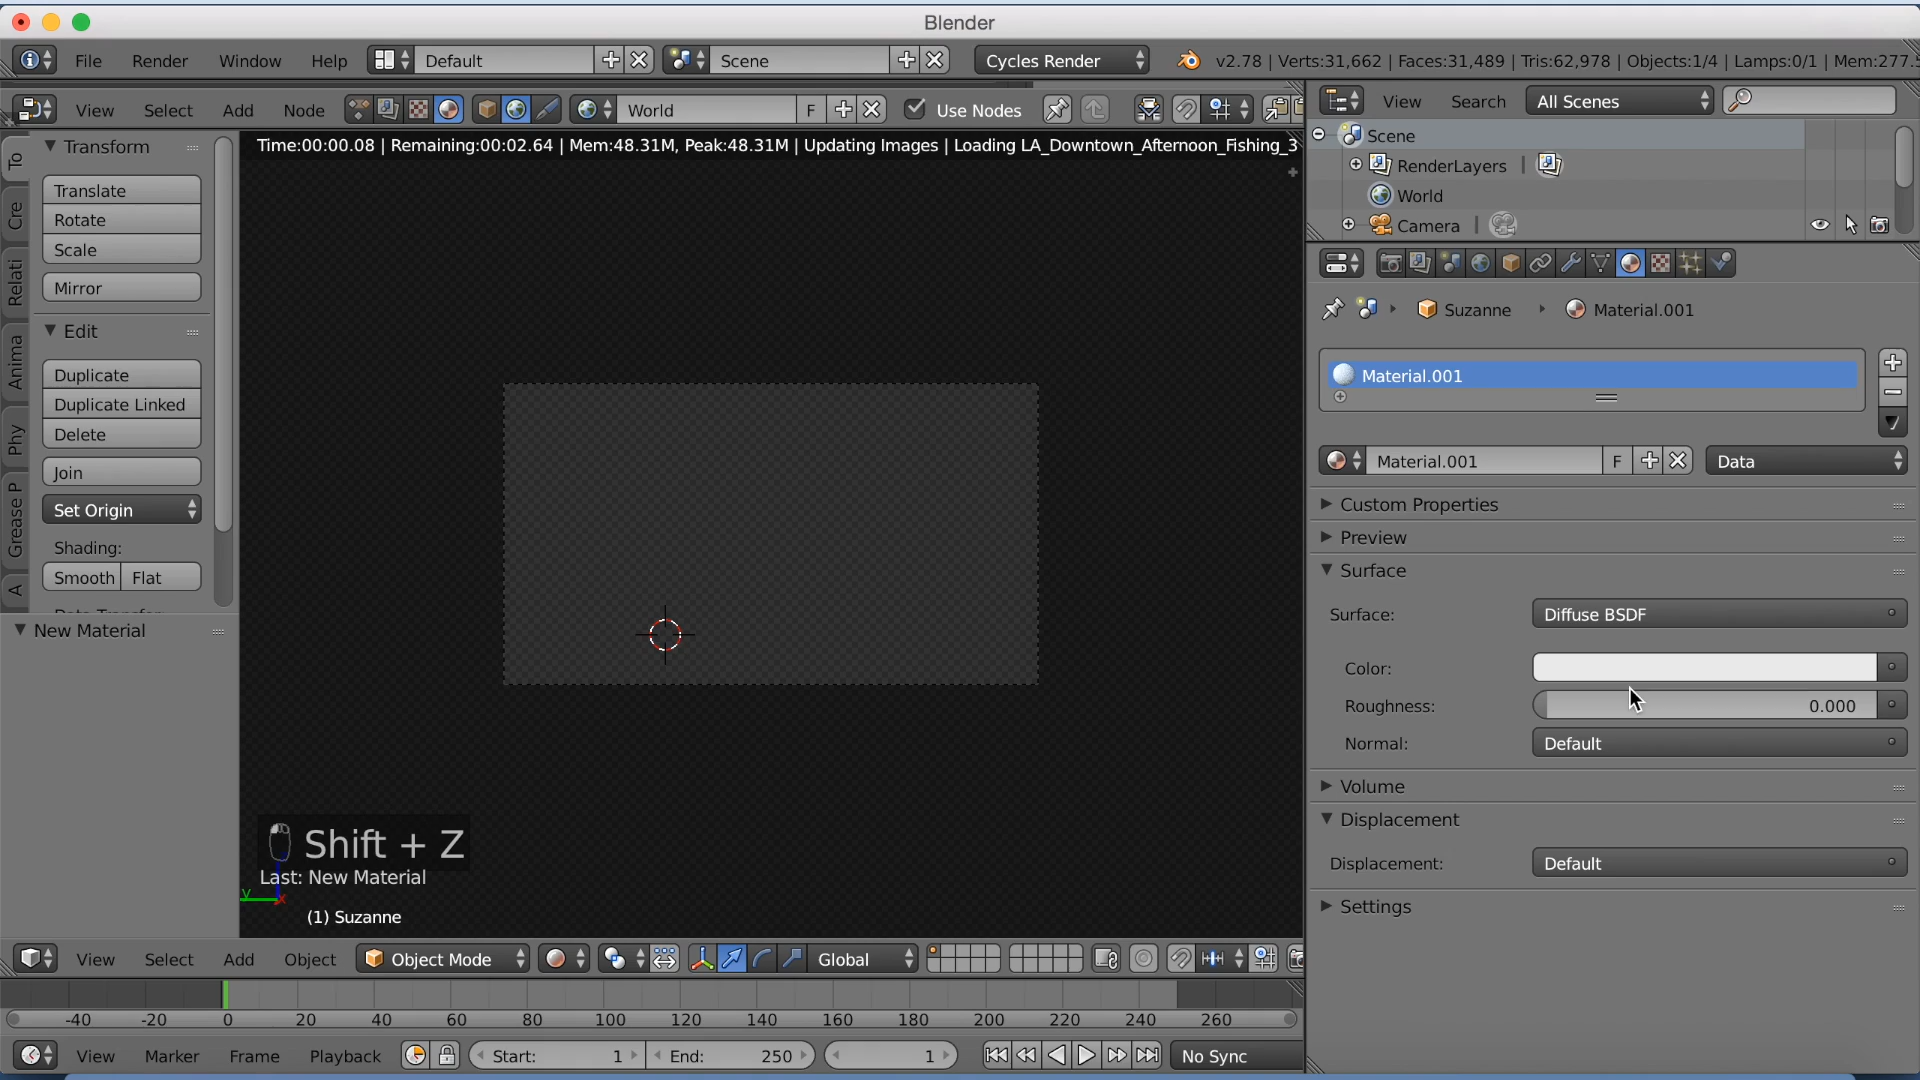 Blender
File Render Window Help Default Scene Cycles Render v2.78 | Verts:31,662 | Faces:31,489 | Tris:62,978 | Objects:1/4 | Lamps:0/1 | Mem:277.5
View Select Add Node World F Use Nodes
View Search All Scenes
Time:00:00.08 | Remaining:00:02.64 | Mem:48.31M, Peak:48.31M | Updating Images | Loading LA_Downtown_Afternoon_Fishing_3
Scene
RenderLayers
World
Camera
To
Cre
Relati
Anima
Phy
Grease P
A
Transform
Translate
Rotate
Scale
Mirror
Edit
Duplicate
Duplicate Linked
Delete
Join
Set Origin
Shading:
Smooth Flat
New Material
Suzanne Material.001
Material.001
Material.001 F Data
Custom Properties
Preview
Surface
Surface: Diffuse BSDF
Color:
Roughness: 0.000
Normal: Default
Volume
Displacement
Displacement: Default
Settings
Shift + Z
Last: New Material
y x
(1) Suzanne
View Select Add Object Object Mode Global
-40 -20 0 20 40 60 80 100 120 140 160 180 200 220 240 260
View Marker Frame Playback Start: 1 End: 250 1 No Sync